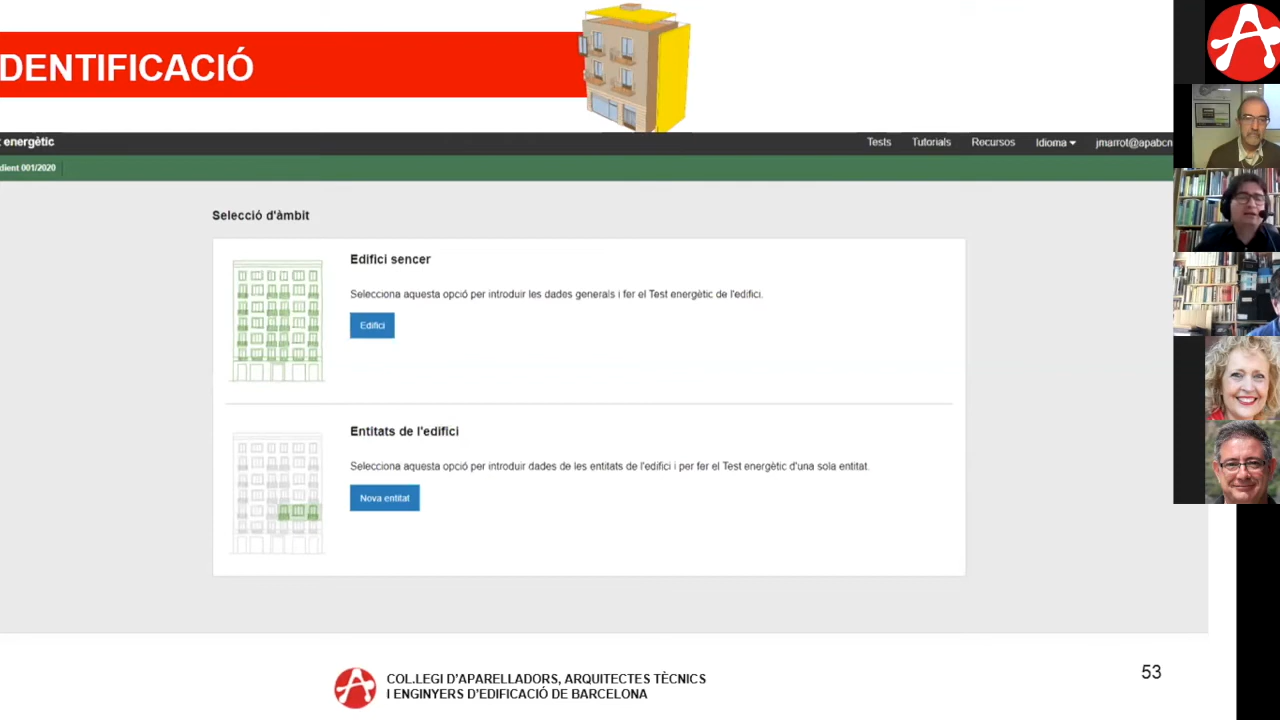 DENTIFICACIÓ
t energètic
Tests
Tutorials
Recursos
Idioma
jmarrot@apabcn
dient 001/2020
Selecció d'àmbit
Edifici sencer
Selecciona aquesta opció per introduir les dades generals i fer el Test energètic de l'edifici.
Edifici
Entitats de l'edifici
Selecciona aquesta opció per introduir dades de les entitats de l'edifici i per fer el Test energètic d'una sola entitat.
Nova entitat
COL.LEGI D'APARELLADORS, ARQUITECTES TÈCNICS
I ENGINYERS D'EDIFICACIÓ DE BARCELONA
53